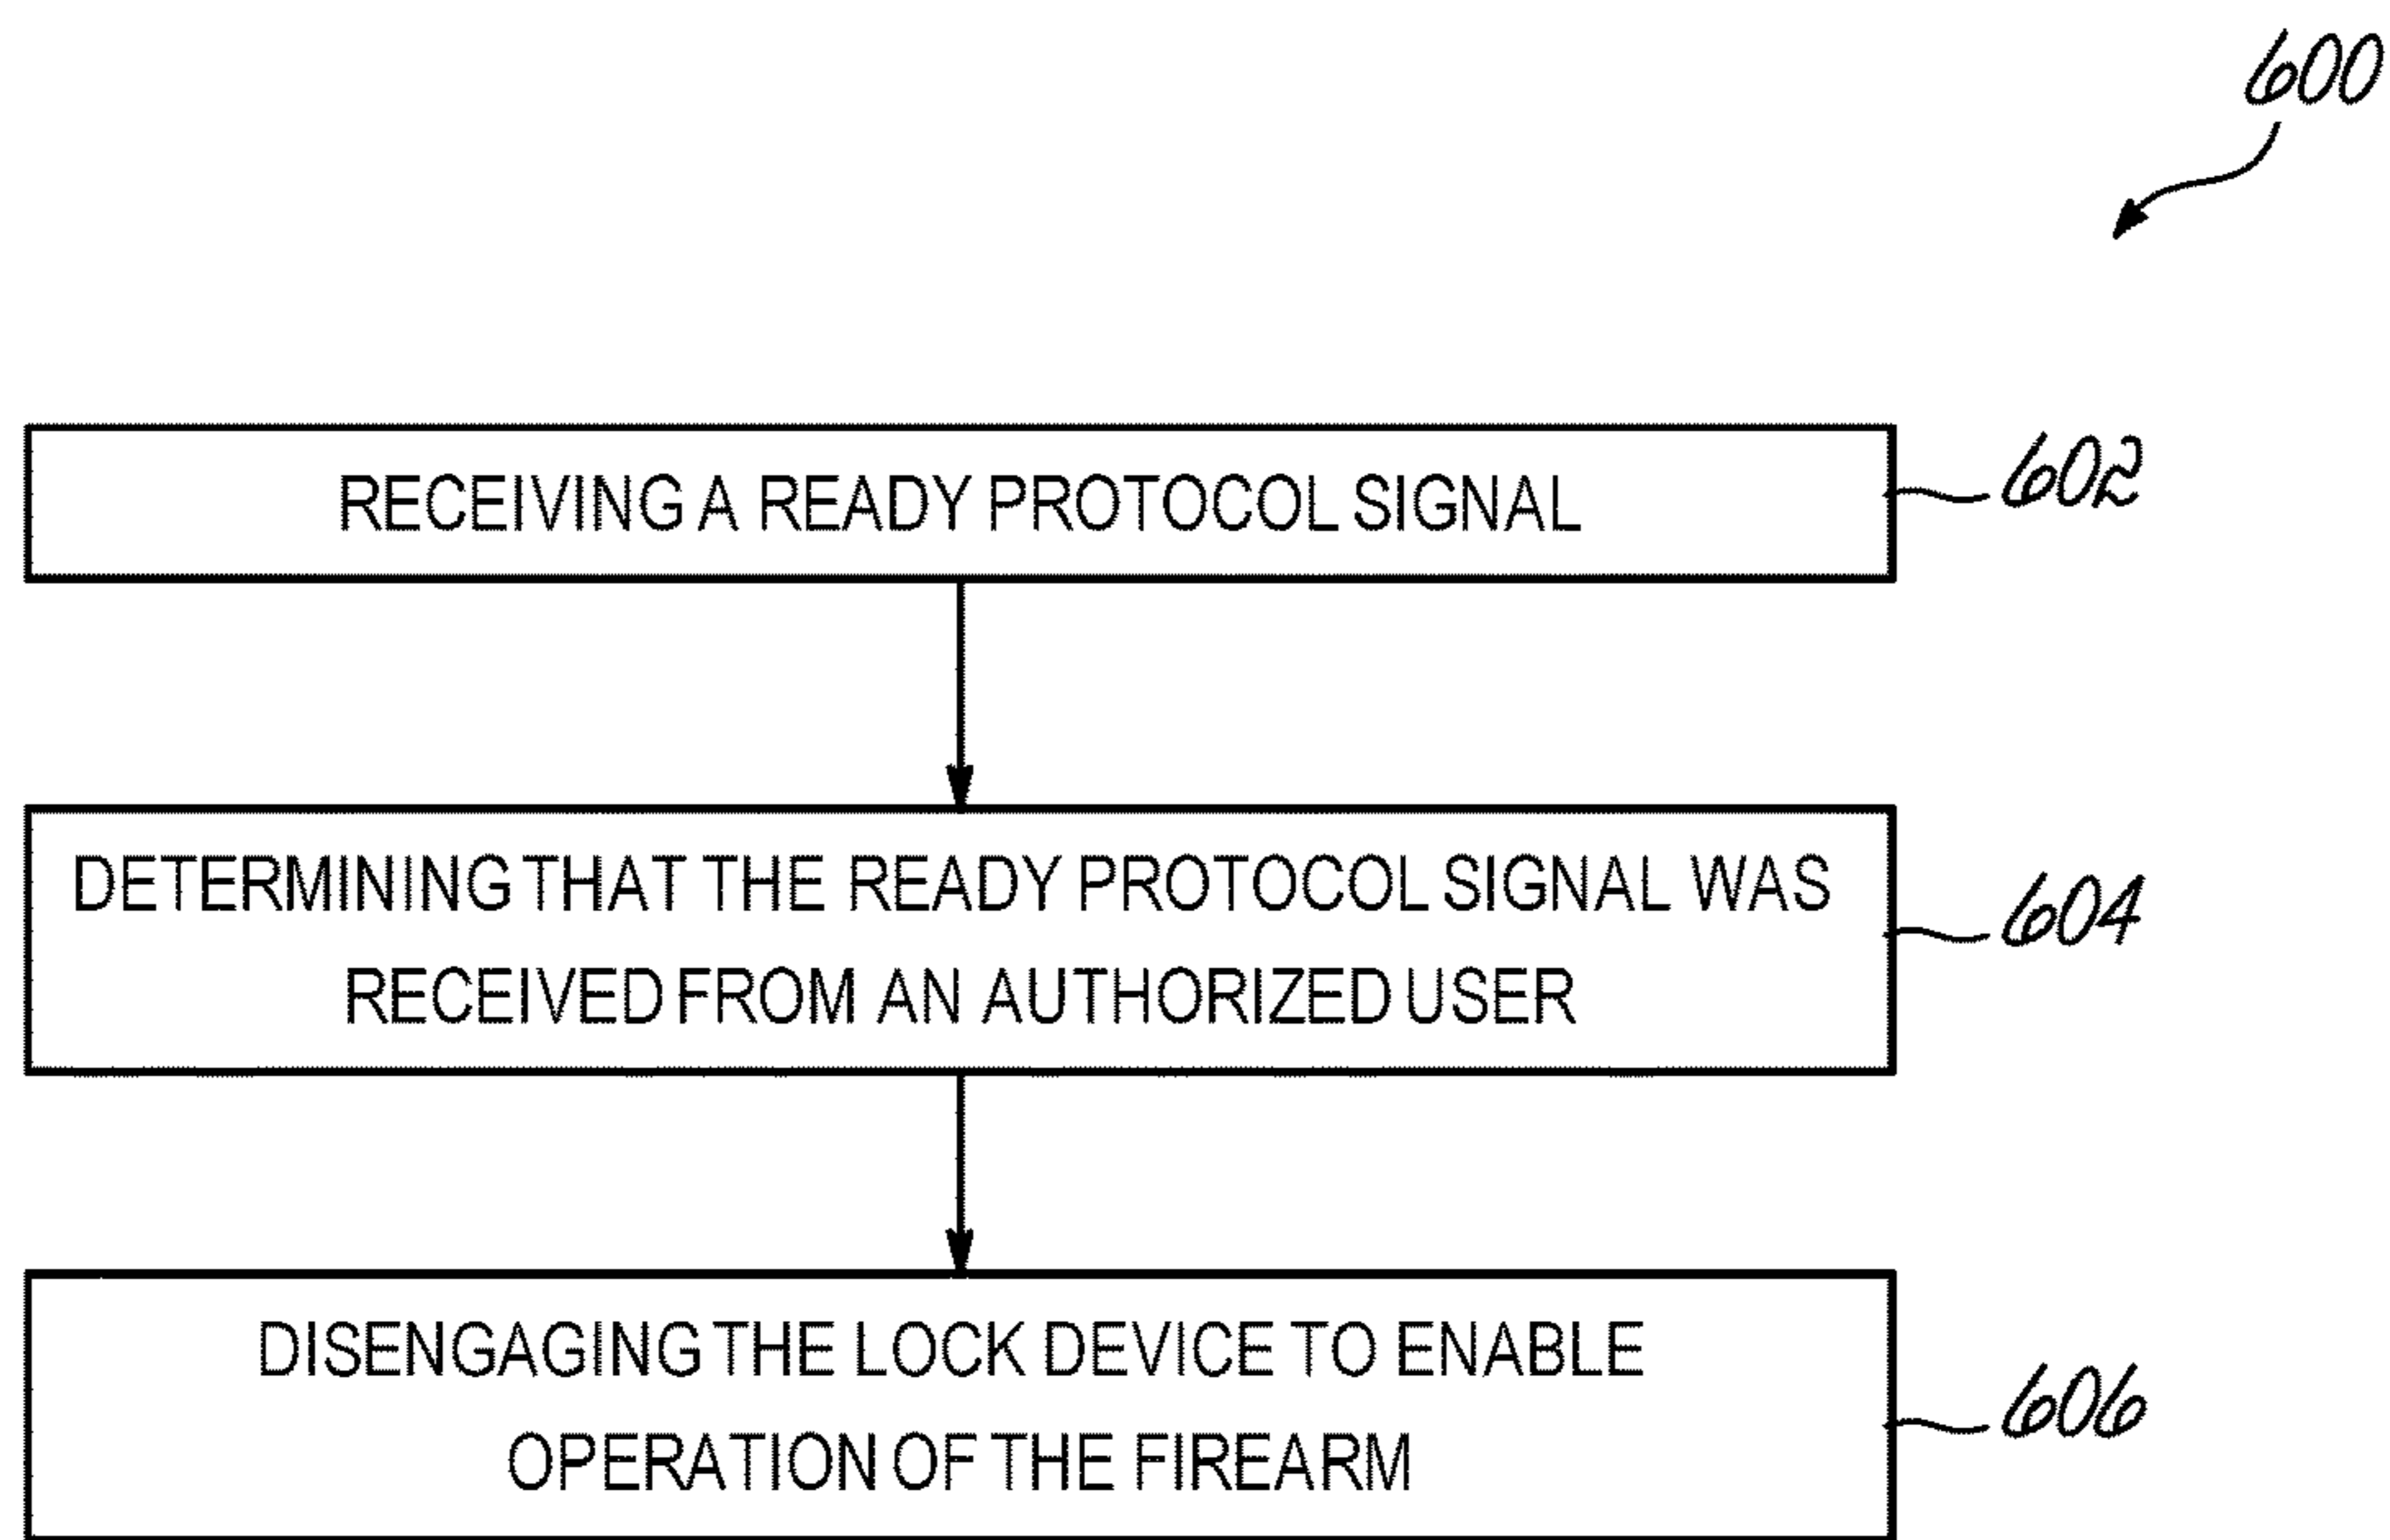 600
RECEIVING A READY PROTOCOL SIGNAL
602
DETERMINING THAT THE READY PROTOCOL SIGNAL WAS
RECEIVED FROM AN AUTHORIZED USER
604
DISENGAGING THE LOCK DEVICE TO ENABLE
OPERATION OF THE FIREARM
606